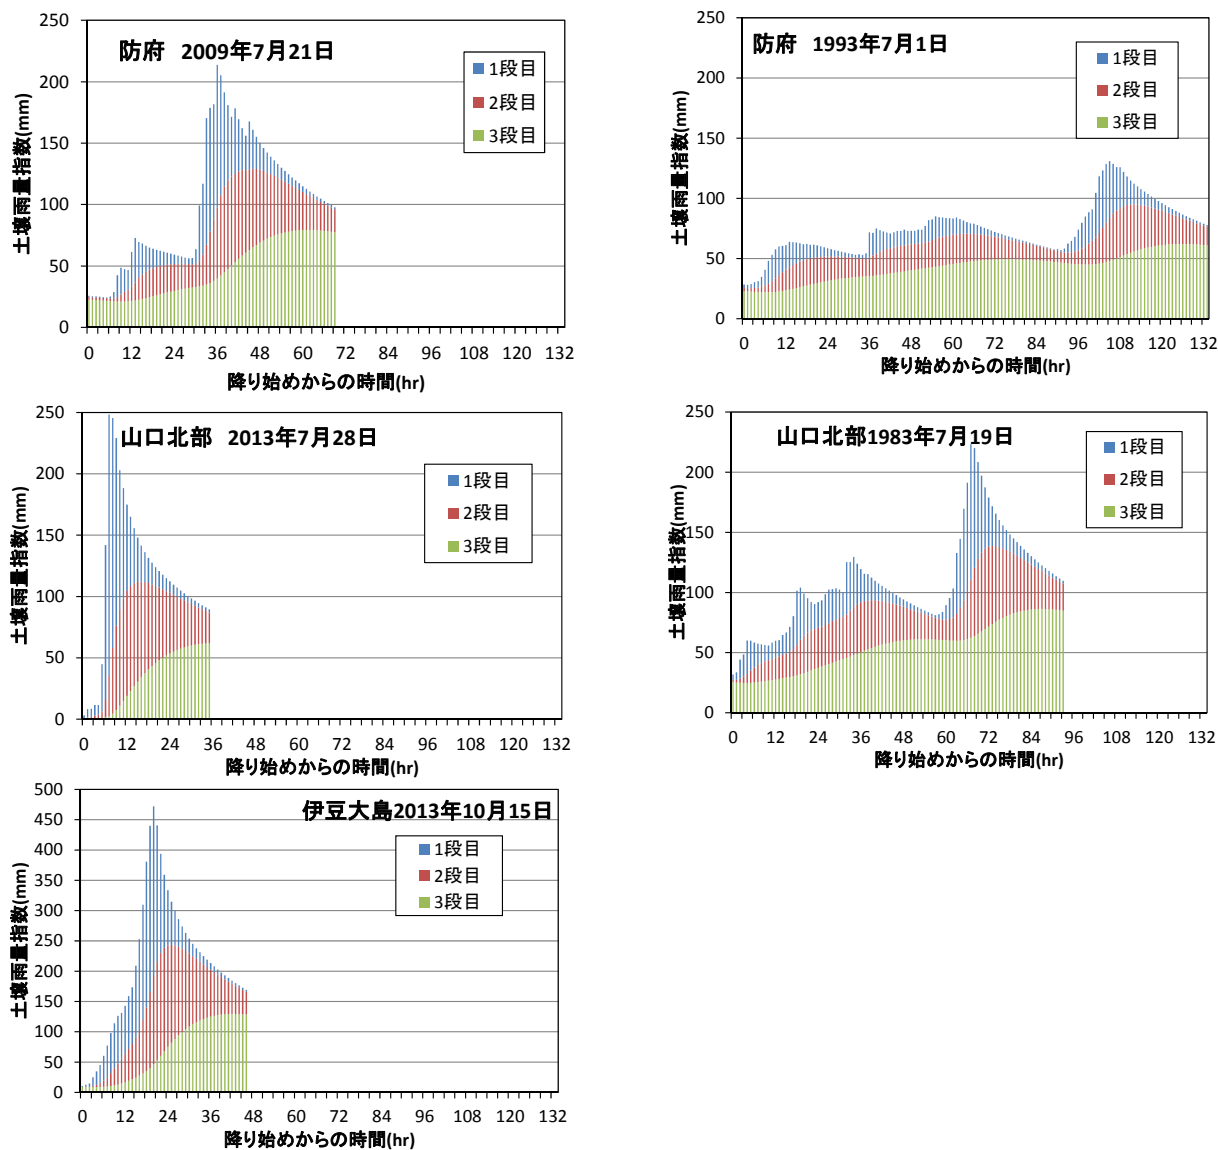 防府 2009年7月21日
土壌雨量指数(mm)
250
200
150
100
50
0
1段目
2段目
3段目
0 12 24 36 48 60 72 84 96 108 120 132
降り始めからの時間(hr)
防府 1993年7月1日
土壌雨量指数(mm)
250
200
150
100
50
0
1段目
2段目
3段目
0 12 24 36 48 60 72 84 96 108 120 132
降り始めからの時間(hr)
山口北部 2013年7月28日
土壌雨量指数(mm)
250
200
150
100
50
0
1段目
2段目
3段目
0 12 24 36 48 60 72 84 96 108 120 132
降り始めからの時間(hr)
山口北部1983年7月19日
土壌雨量指数(mm)
250
200
150
100
50
0
1段目
2段目
3段目
0 12 24 36 48 60 72 84 96 108 120 132
降り始めからの時間(hr)
伊豆大島2013年10月15日
土壌雨量指数(mm)
500
450
400
350
300
250
200
150
100
50
0
1段目
2段目
3段目
0 12 24 36 48 60 72 84 96 108 120 132
降り始めからの時間(hr)